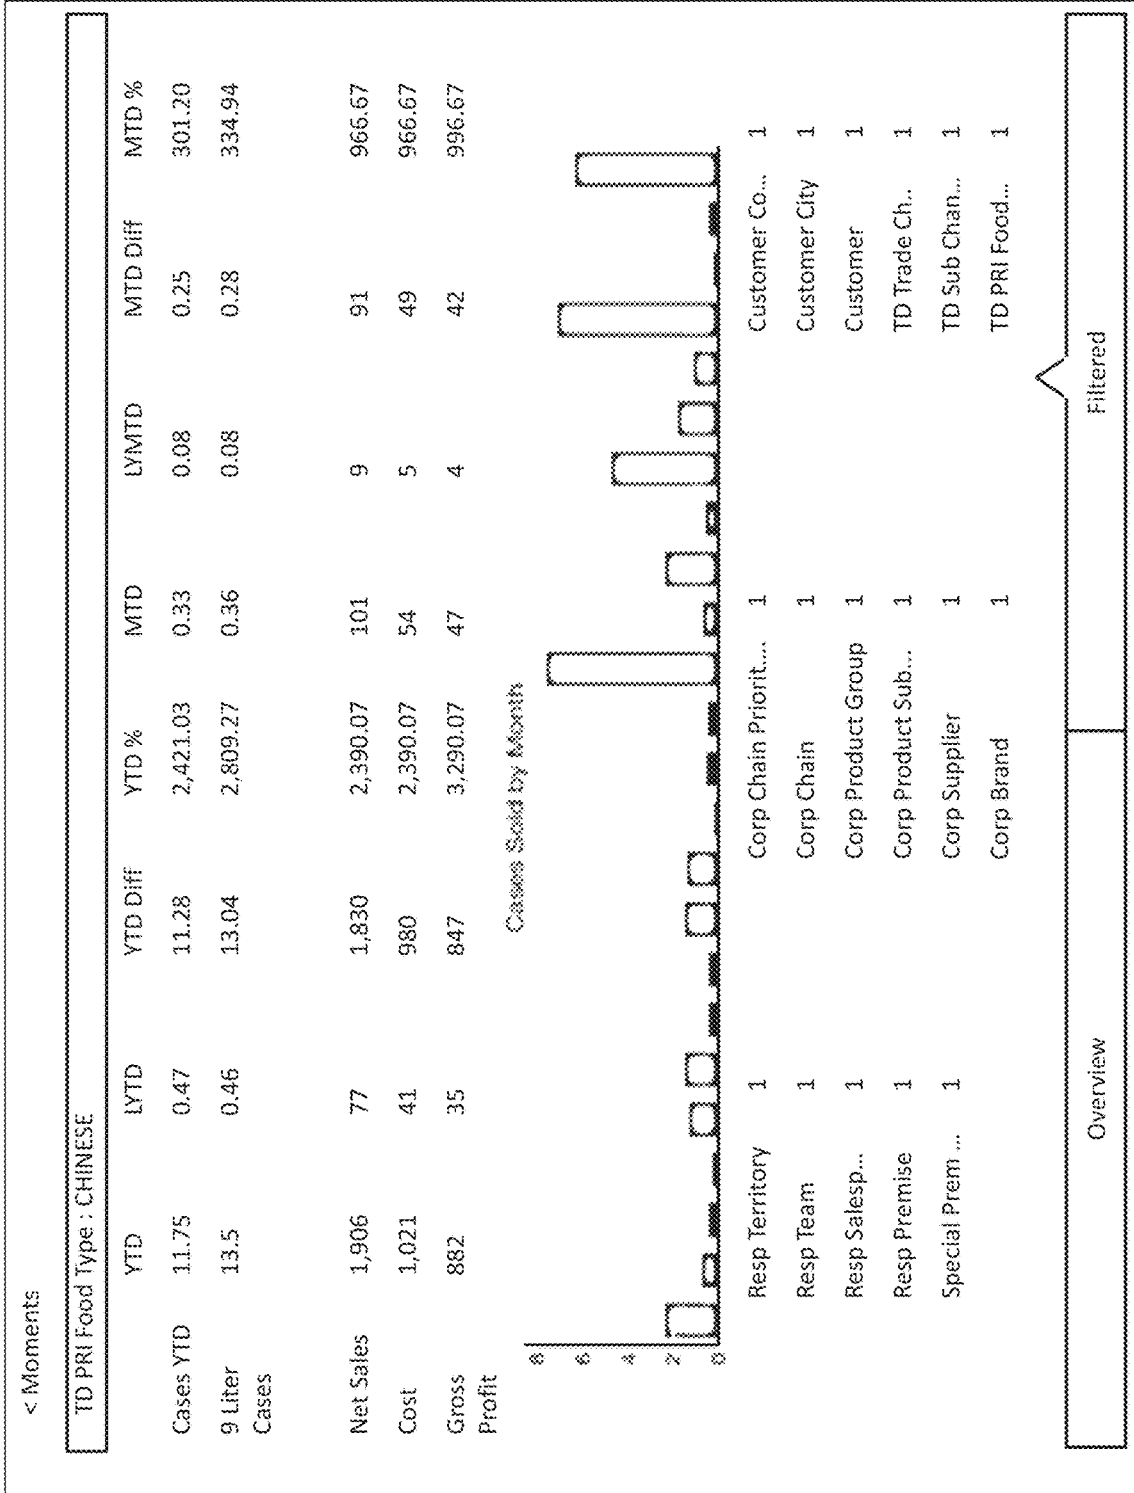 < Moments
TD PRI Food Type : CHINESE
YTD LYTD YTD Diff YTD % MTD LYMTD MTD Diff MTD %
Cases YTD 11.75 0.47 11.28 2,421.03 0.33 0.08 0.25 301.20
9 Liter 13.5 0.46 13.04 2,809.27 0.36 0.08 0.28 334.94
Cases
Net Sales 1,906 77 1,830 2,390.07 101 9 91 966.67
Cost 1,021 41 980 2,390.07 54 5 49 966.67
Gross 882 35 847 3,290.07 47 4 42 996.67
Profit
Cases Sold by Month
8
6
4
2
0
Resp Territory 1 Corp Chain Priorit.... 1 Customer Co... 1
Resp Team 1 Corp Chain 1 Customer City 1
Resp Salesp... 1 Corp Product Group 1 Customer 1
Resp Premise 1 Corp Product Sub... 1 TD Trade Ch.. 1
Special Prem ... 1 Corp Supplier 1 TD Sub Chan... 1
Corp Brand 1 TD PRI Food... 1
Overview Filtered